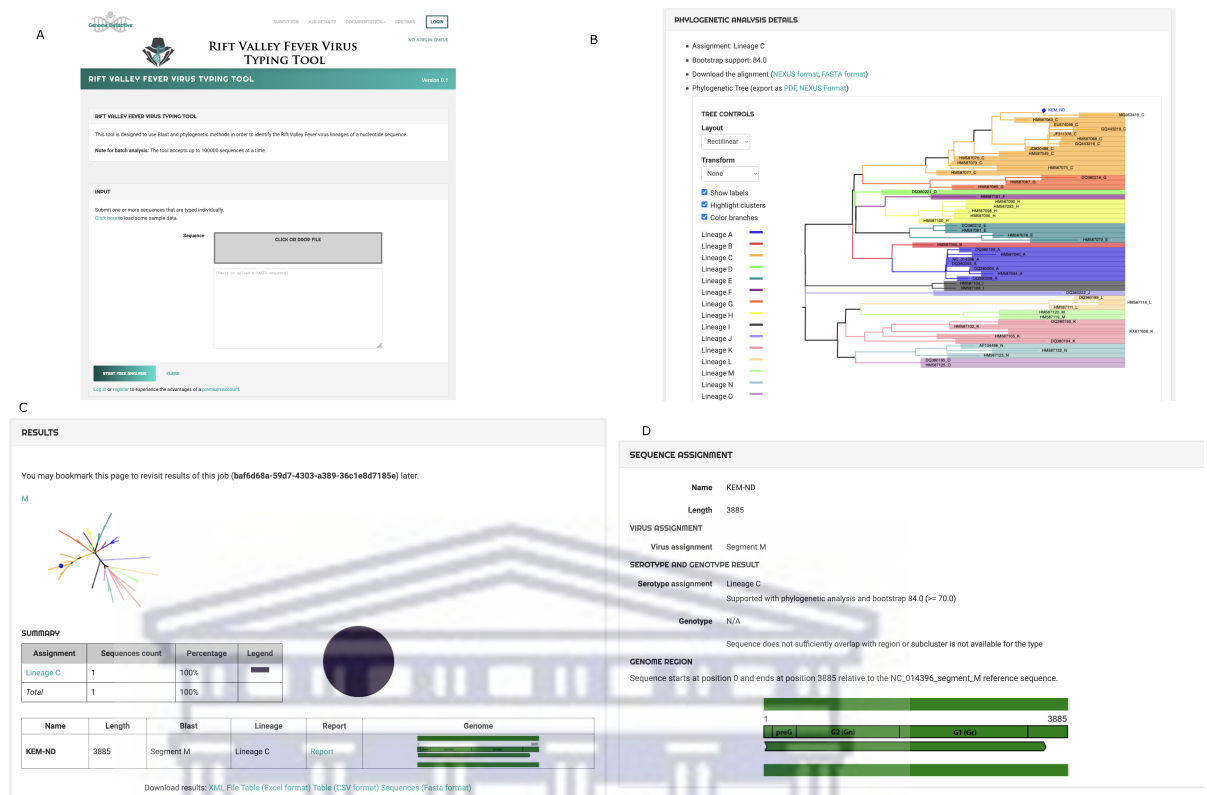 A
Genome Detective
SUBMIT JOB JOB RESULTS DOCUMENTATION PREMIUM LOGIN
NO JOBS IN QUEUE
RIFT VALLEY FEVER VIRUS
TYPING TOOL
RIFT VALLEY FEVER VIRUS TYPING TOOL Version 0.1
RIFT VALLEY FEVER VIRUS TYPING TOOL
This tool is designed to use Blast and phylogenetic methods in order to identify the Rift Valley Fever virus lineages of a nucleotide sequence.
Note for batch analysis: The tool accepts up to 100000 sequences at a time.
INPUT
Submit one or more sequences that are typed individually.
Click here to load some sample data.
Sequence
CLICK OR DROP FILE
(Paste or upload a FASTA sequence)
START FREE ANALYSIS CLEAR
Log in or register to experience the advantages of a premium account.
B
PHYLOGENETIC ANALYSIS DETAILS
Assignment: Lineage C
Bootstrap support: 84.0
Download the alignment (NEXUS format, FASTA format)
Phylogenetic Tree (export as PDF, NEXUS Format)
TREE CONTROLS
Layout
Rectilinear
Transform
None
Show labels
Highlight clusters
Color branches
Lineage A
Lineage B
Lineage C
Lineage D
Lineage E
Lineage F
Lineage G
Lineage H
Lineage I
Lineage J
Lineage K
Lineage L
Lineage M
Lineage N
Lineage O
KEM_ND
C
RESULTS
You may bookmark this page to revisit results of this job (baf6d68a-59d7-4303-a389-36c1e8d7185e) later.
M
SUMMARY
Assignment Sequences count Percentage Legend
Lineage C 1 100%
Total 1 100%
Name Length Blast Lineage Report Genome
KEM-ND 3885 Segment M Lineage C Report
Download results: XML File Table (Excel format) Table (CSV format) Sequences (Fasta format)
D
SEQUENCE ASSIGNMENT
Name KEM-ND
Length 3885
VIRUS ASSIGNMENT
Virus assignment Segment M
SEROTYPE AND GENOTYPE RESULT
Serotype assignment Lineage C
Supported with phylogenetic analysis and bootstrap 84.0 (>= 70.0)
Genotype N/A
Sequence does not sufficiently overlap with region or subcluster is not available for the type
GENOME REGION
Sequence starts at position 0 and ends at position 3885 relative to the NC_014396_segment_M reference sequence.
1 3885
preG G2 (Gn) G1 (Gc)